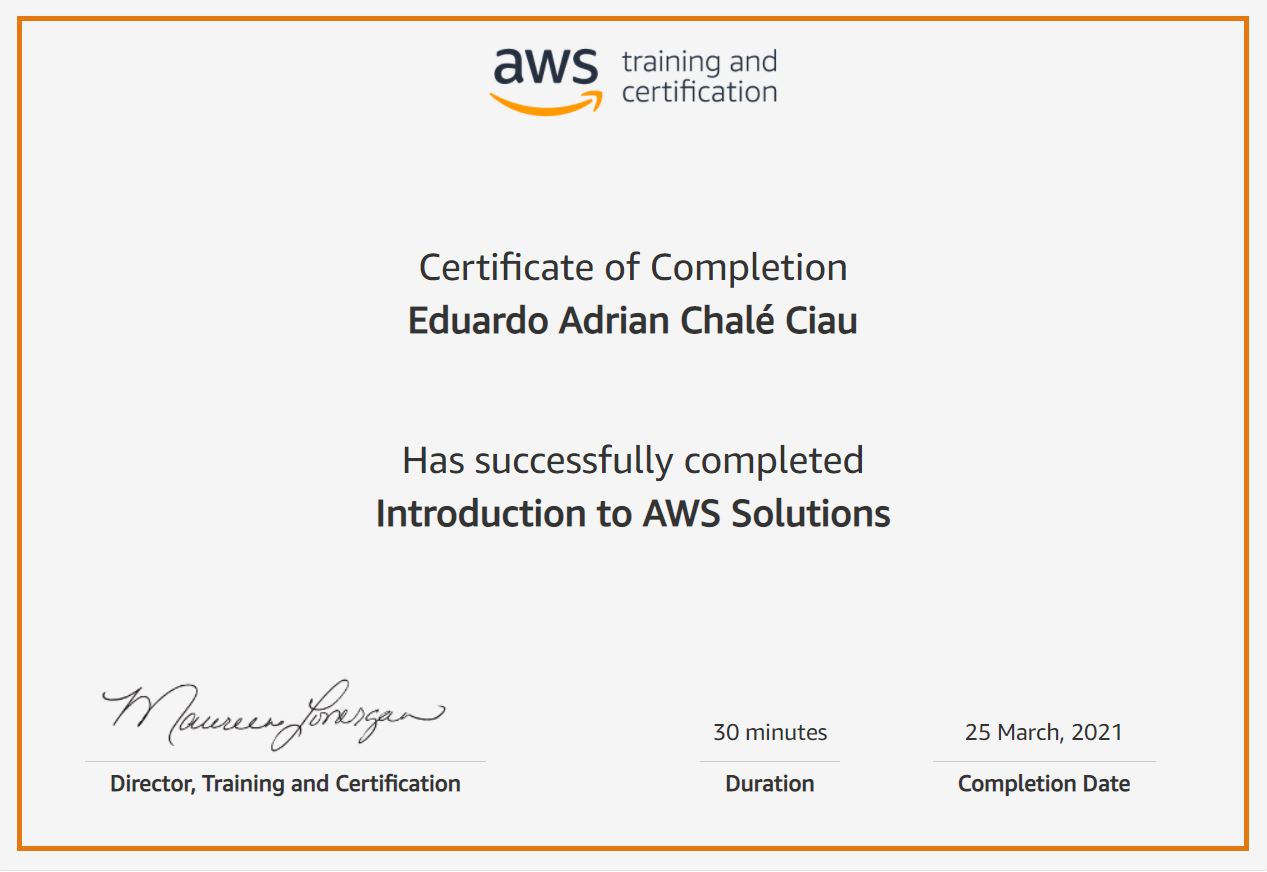 aws training and
certification
Certificate of Completion
Eduardo Adrian Chalé Ciau
Has successfully completed
Introduction to AWS Solutions
Maureen Lonergan
Director, Training and Certification
30 minutes
Duration
25 March, 2021
Completion Date